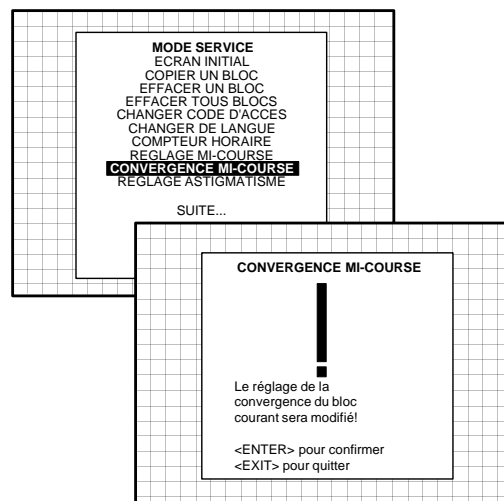 MODE SERVICE
ECRAN INITIAL
COPIER UN BLOC
EFFACER UN BLOC
EFFACER TOUS BLOCS
CHANGER CODE D'ACCES
CHANGER DE LANGUE
COMPTEUR HORAIRE
REGLAGE MI-COURSE
CONVERGENCE MI-COURSE
REGLAGE ASTIGMATISME
SUITE...
CONVERGENCE MI-COURSE
!
Le réglage de la
convergence du bloc
courant sera modifié!
<ENTER> pour confirmer
<EXIT> pour quitter